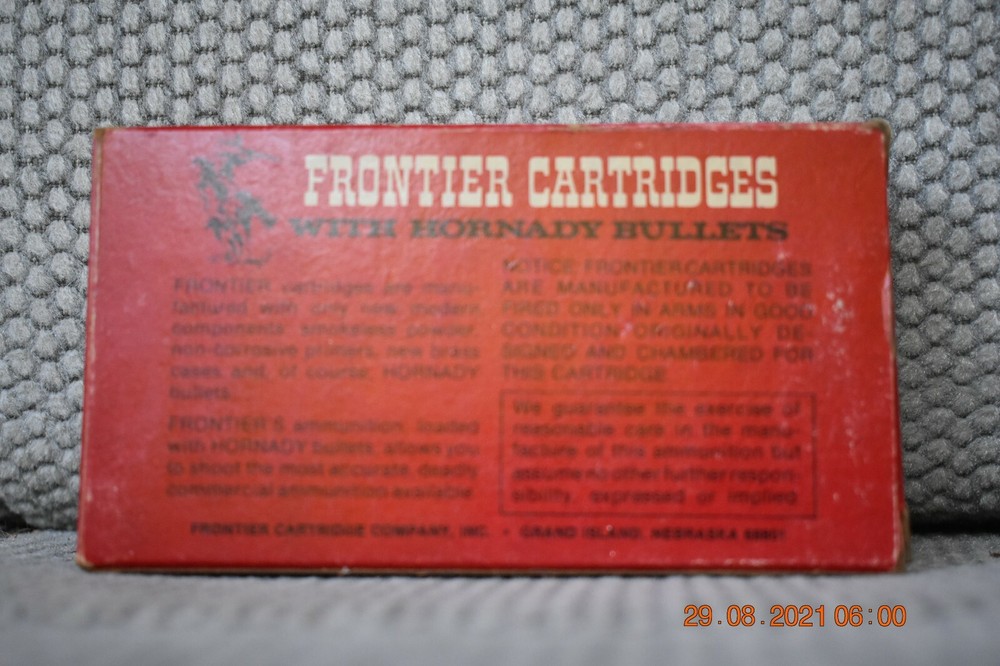 FRONTIER CARTRIDGES
WITH HORNADY BULLETS
FRONTIER cartridges are manu-
factured with only new modern
components: smokeless powder,
non-corrosive primers, new brass
cases and, of course, HORNADY
bullets.
FRONTIER'S ammunition, loaded
with HORNADY bullets, allows you
to shoot the most accurate, deadly
commercial ammunition available.
NOTICE: FRONTIER CARTRIDGES
ARE MANUFACTURED TO BE
FIRED ONLY IN ARMS IN GOOD
CONDITION ORIGINALLY DE-
SIGNED AND CHAMBERED FOR
THIS CARTRIDGE
We guarantee the exercise of
reasonable care in the manu-
facture of this ammunition but
assume no other further respon-
sibility, expressed or implied
FRONTIER CARTRIDGE COMPANY, INC. • GRAND ISLAND, NEBRASKA 68801
29.08.2021 06:00